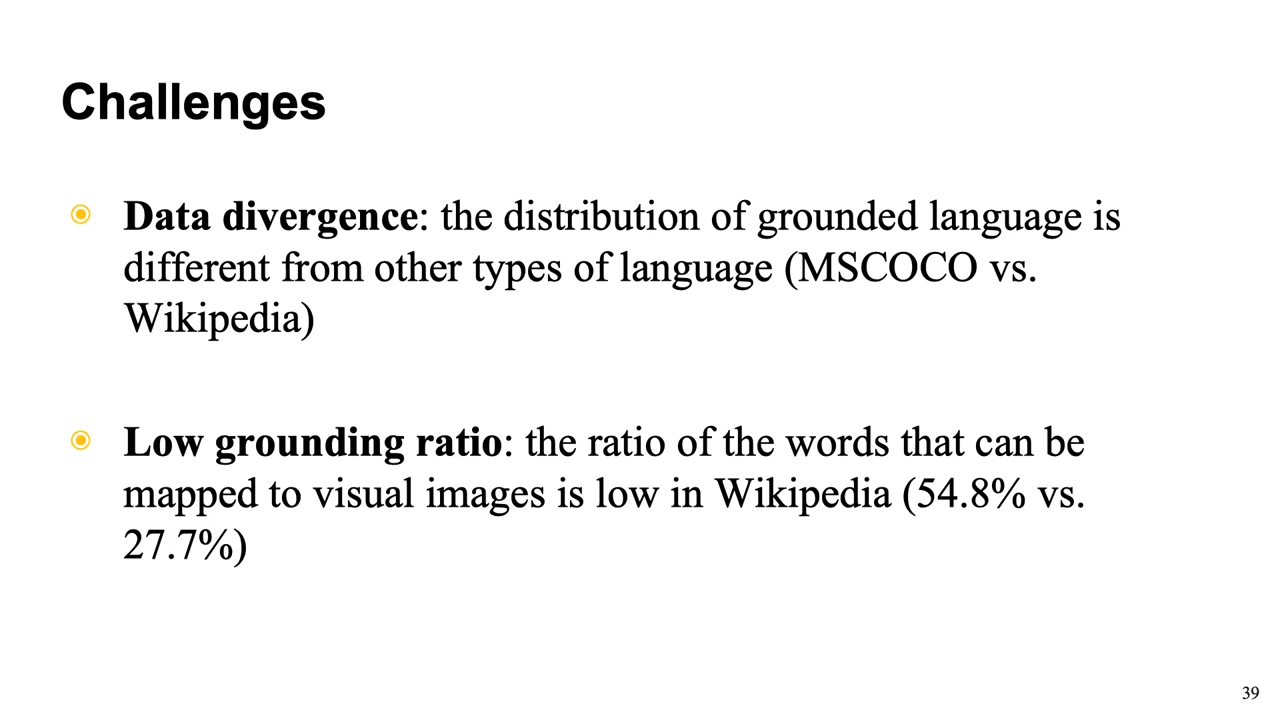 Challenges
Data divergence: the distribution of grounded language is
different from other types of language (MSCOCO vs.
Wikipedia)
Low grounding ratio: the ratio of the words that can be
mapped to visual images is low in Wikipedia (54.8% vs.
27.7%)
39